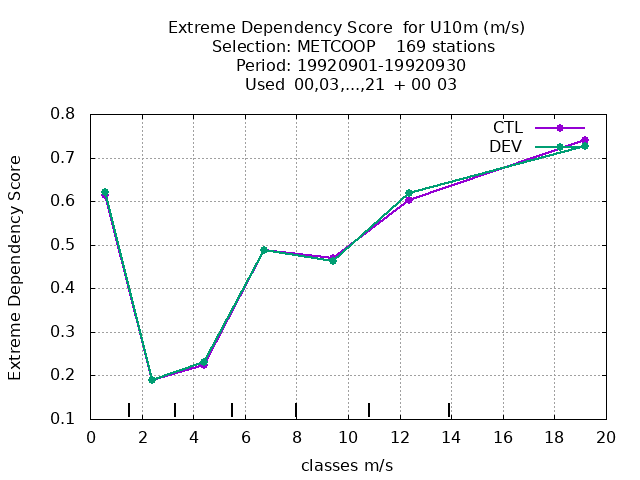 Extreme Dependency Score  for U10m (m/s)
Selection: METCOOP    169 stations
Period: 19920901-19920930
Used  00,03,...,21  + 00 03
CTL
DEV
0.8
0.7
0.6
0.5
0.4
0.3
0.2
0.1
Extreme Dependency Score
0 2 4 6 8 10 12 14 16 18 20
classes m/s